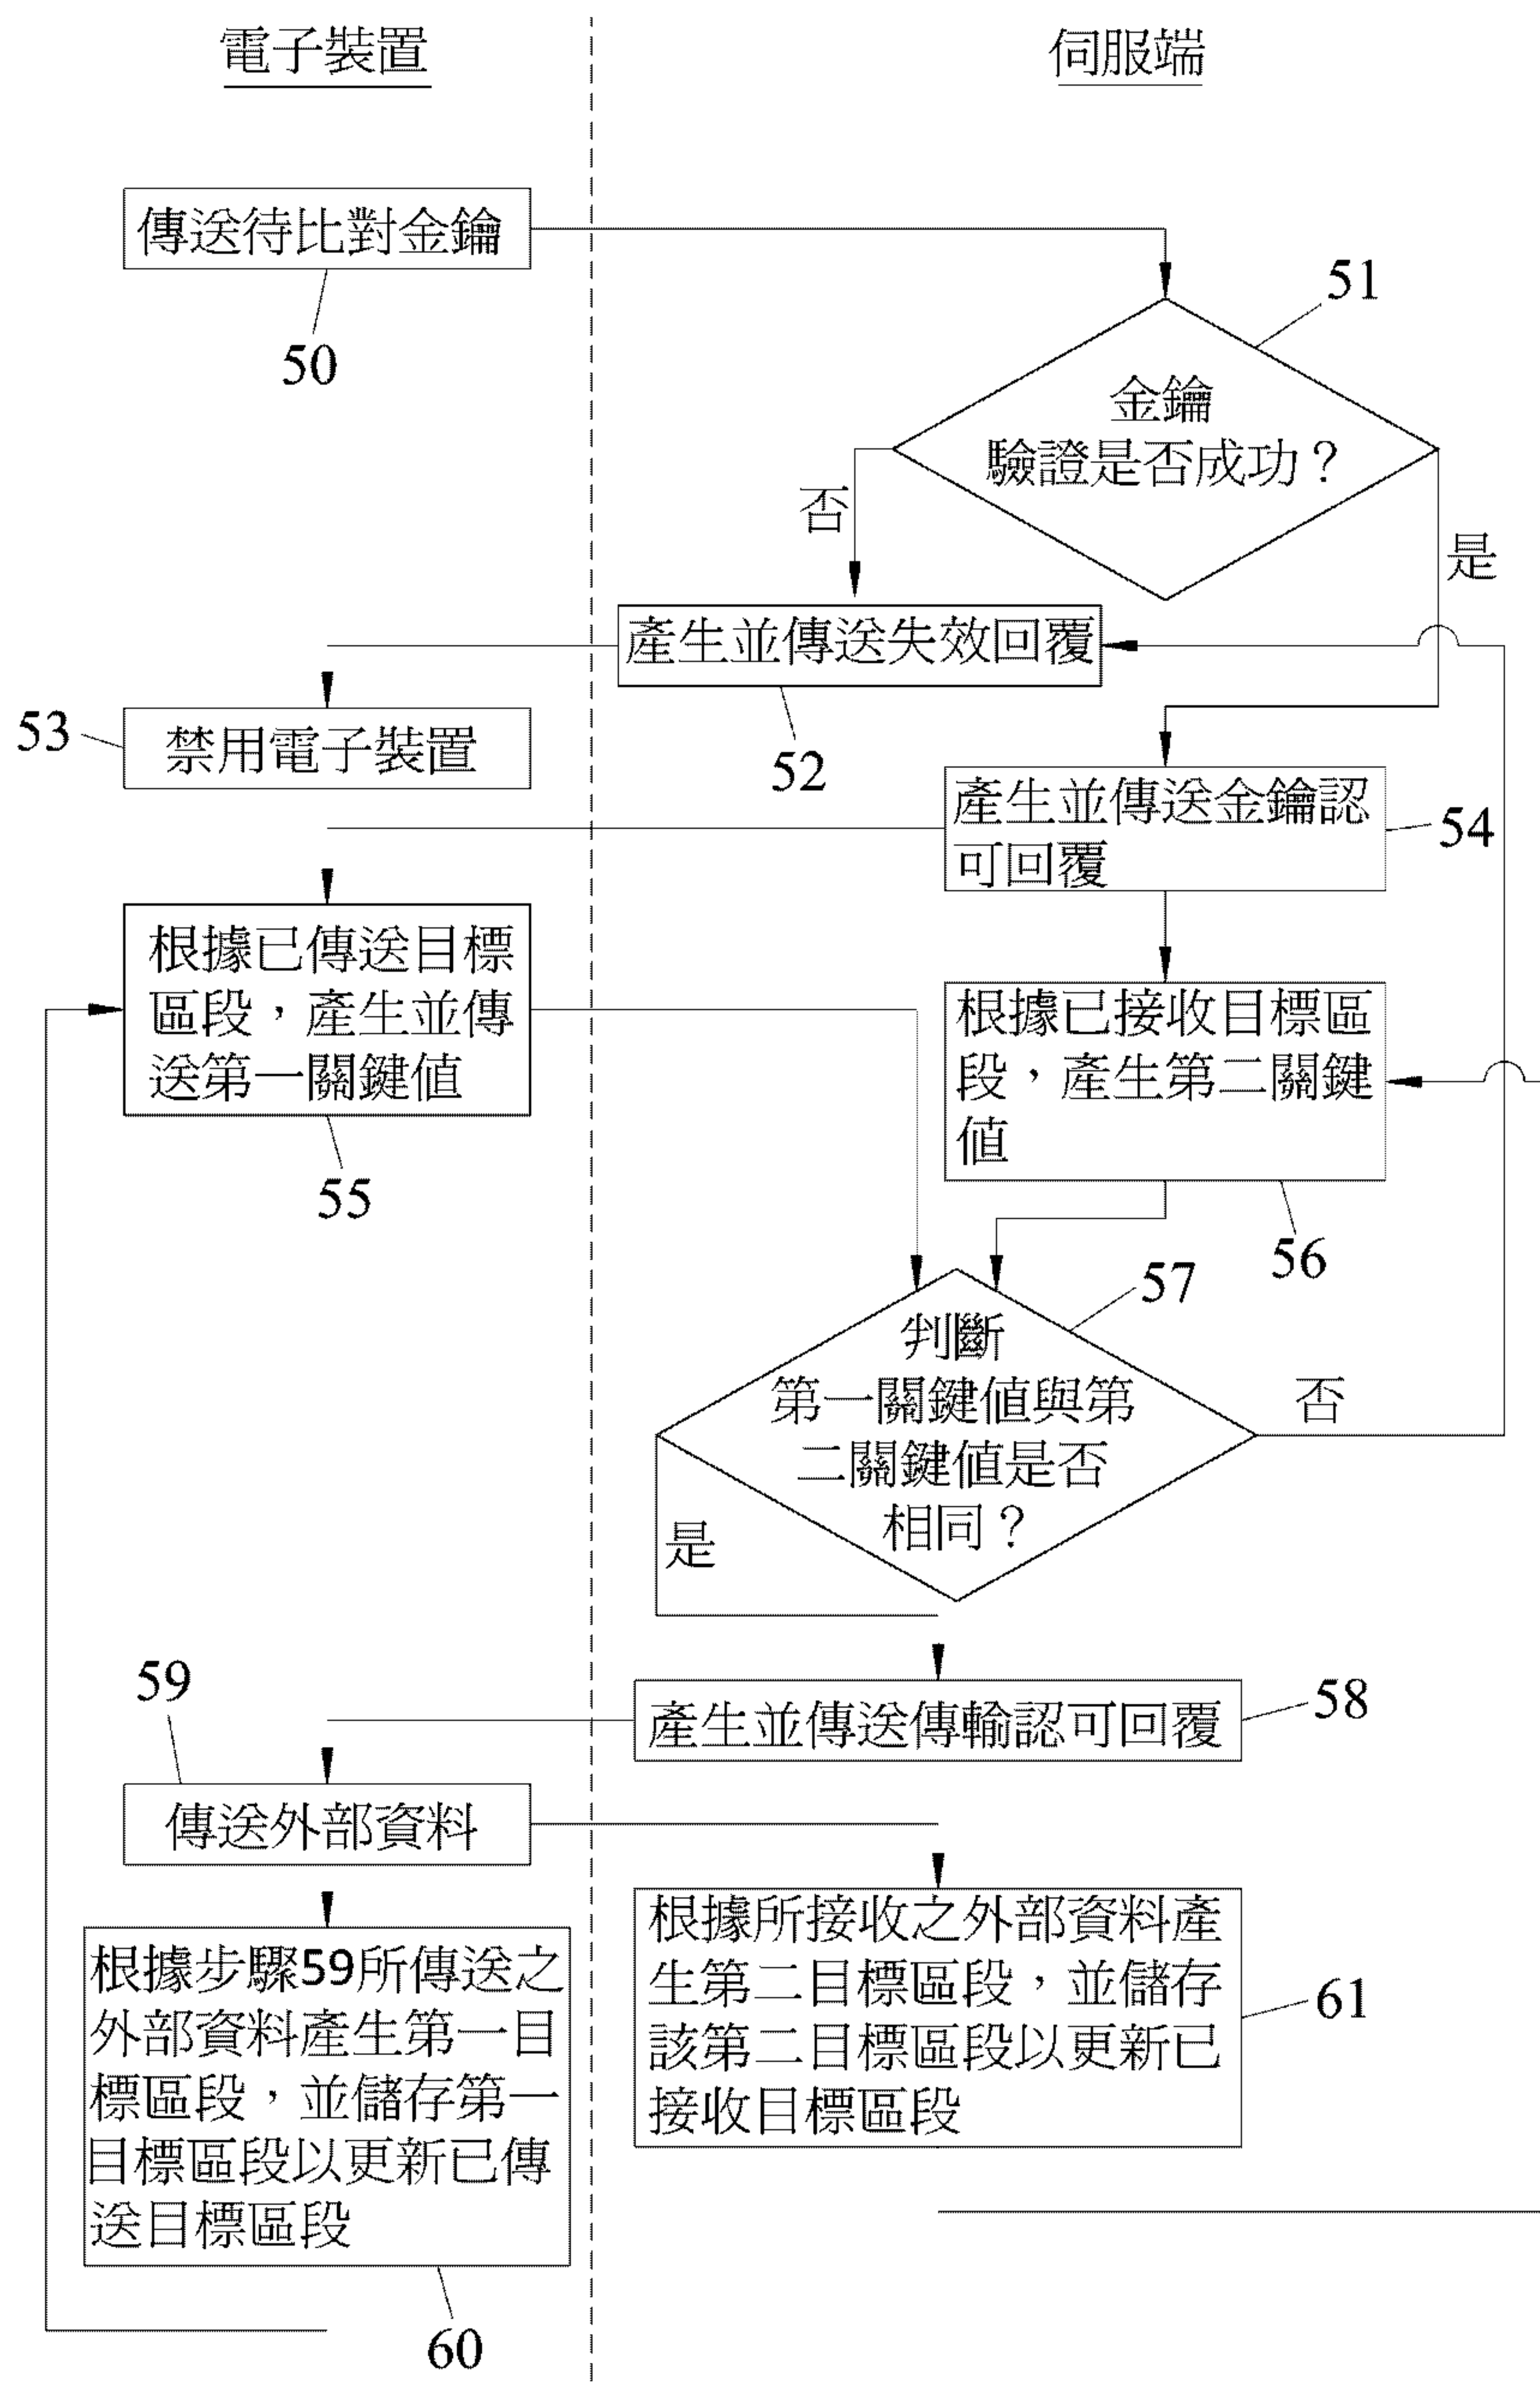 電子裝置
伺服端
傳送待比對金鑰
50
51
金鑰
驗證是否成功？
否
是
產生並傳送失效回覆
52
53
禁用電子裝置
產生並傳送金鑰認
可回覆
54
根據已傳送目標
區段，產生並傳
送第一關鍵值
55
根據已接收目標區
段，產生第二關鍵
值
56
57
判斷
第一關鍵值與第
二關鍵值是否
相同？
否
是
產生並傳送傳輸認可回覆
58
59
傳送外部資料
根據步驟59所傳送之
外部資料產生第一目
標區段，並儲存第一
目標區段以更新已傳
送目標區段
60
根據所接收之外部資料產
生第二目標區段，並儲存
該第二目標區段以更新已
接收目標區段
61